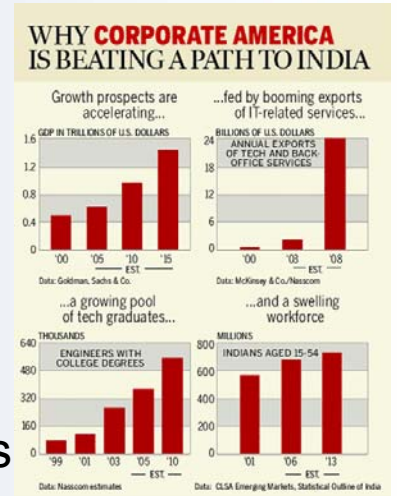 WHY CORPORATE AMERICA
IS BEATING A PATH TO INDIA
Growth prospects are
accelerating...
GDP IN TRILLIONS OF U.S. DOLLARS
1.6
1.2
0.8
0.4
0
'00 '05 '10 '15
EST.
Data: Goldman, Sachs & Co.
...fed by booming exports
of IT-related services...
BILLIONS OF U.S. DOLLARS
ANNUAL EXPORTS
OF TECH AND BACK-
OFFICE SERVICES
24
18
12
6
0
'00 '03 '08
EST.
Data: McKinsey & Co./Nasscom
...a growing pool
of tech graduates...
THOUSANDS
ENGINEERS WITH
COLLEGE DEGREES
640
480
320
160
0
'99 '01 '03 '05 '10
EST.
Data: Nasscom estimates
...and a swelling
workforce
MILLIONS
INDIANS AGED 15-54
800
600
400
200
0
'01 '06 '13
EST.
Data: CLSA Emerging Markets, Statistical Outline of India
s